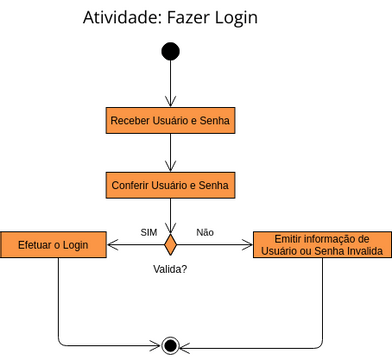 Atividade: Fazer Login
Receber Usuário e Senha
Conferir Usuário e Senha
SIM
Não
Efetuar o Login
Emitir informação de
Usuário ou Senha Invalida
Valida?